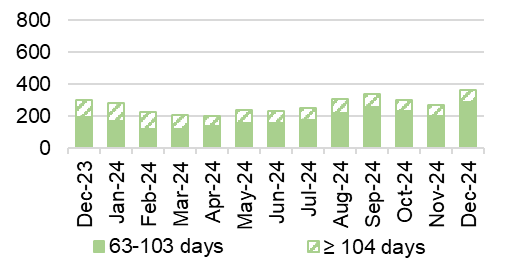 800
600
400
200
0
Dec-23 Jan-24 Feb-24 Mar-24 Apr-24 May-24 Jun-24 Jul-24 Aug-24 Sep-24 Oct-24 Nov-24 Dec-24
63-103 days ≥ 104 days